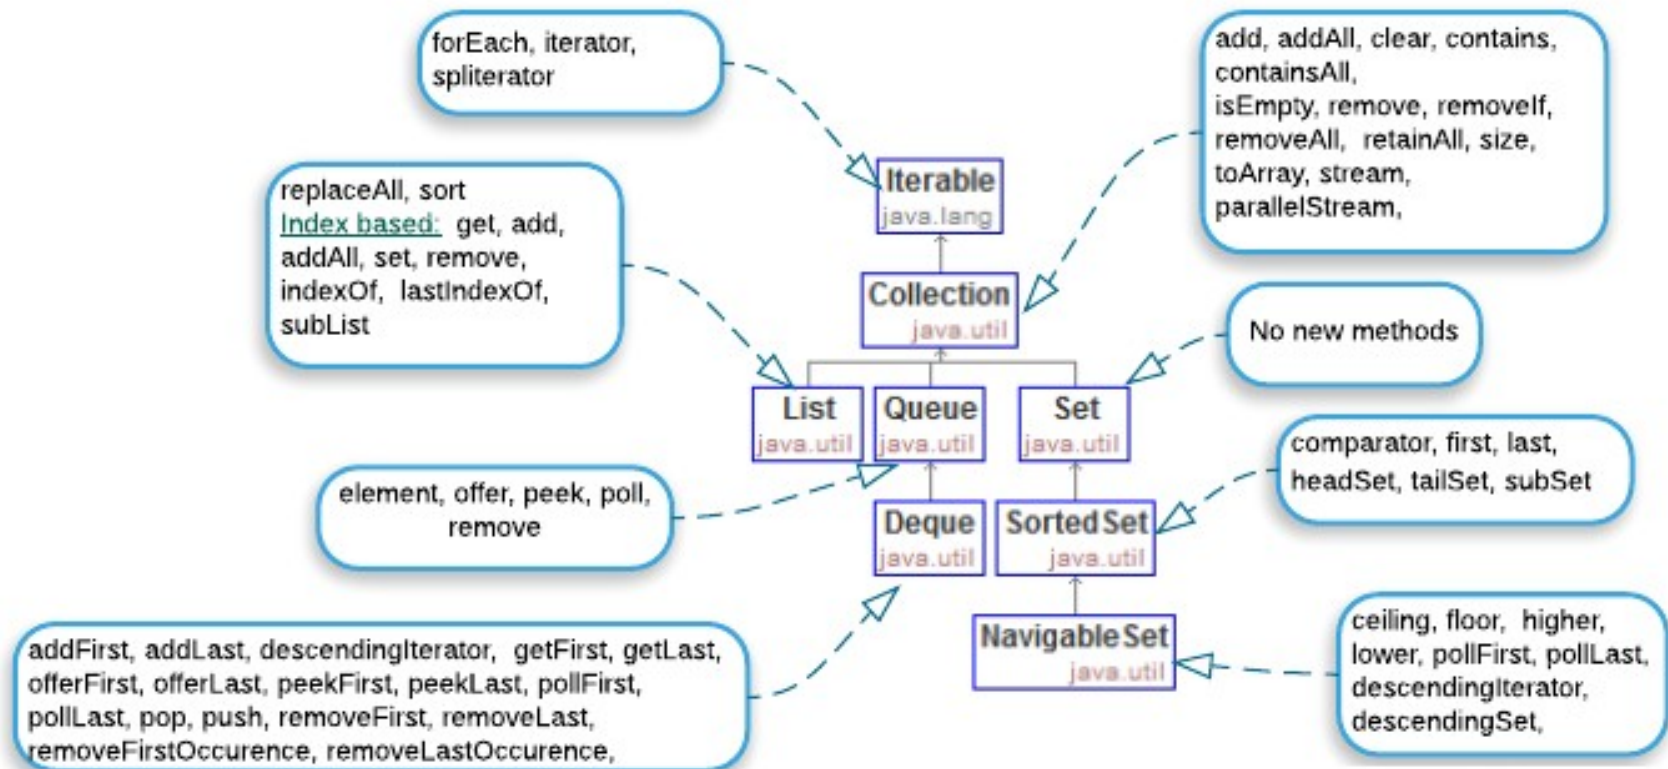 forEach, iterator,
spliterator
add, addAll, clear, contains,
containsAll,
isEmpty, remove, removeIf,
removeAll, retainAll, size,
toArray, stream,
parallelStream,
Iterable
java.lang
replaceAll, sort
Index based: get, add,
addAll, set, remove,
indexOf, lastIndexOf,
subList
Collection
java.util
No new methods
List
java.util
Queue
java.util
Set
java.util
comparator, first, last,
headSet, tailSet, subSet
element, offer, peek, poll,
remove
Deque
java.util
SortedSet
java.util
NavigableSet
java.util
ceiling, floor, higher,
lower, pollFirst, pollLast,
descendingIterator,
descendingSet,
addFirst, addLast, descendingIterator, getFirst, getLast,
offerFirst, offerLast, peekFirst, peekLast, pollFirst,
pollLast, pop, push, removeFirst, removeLast,
removeFirstOccurence, removeLastOccurence,